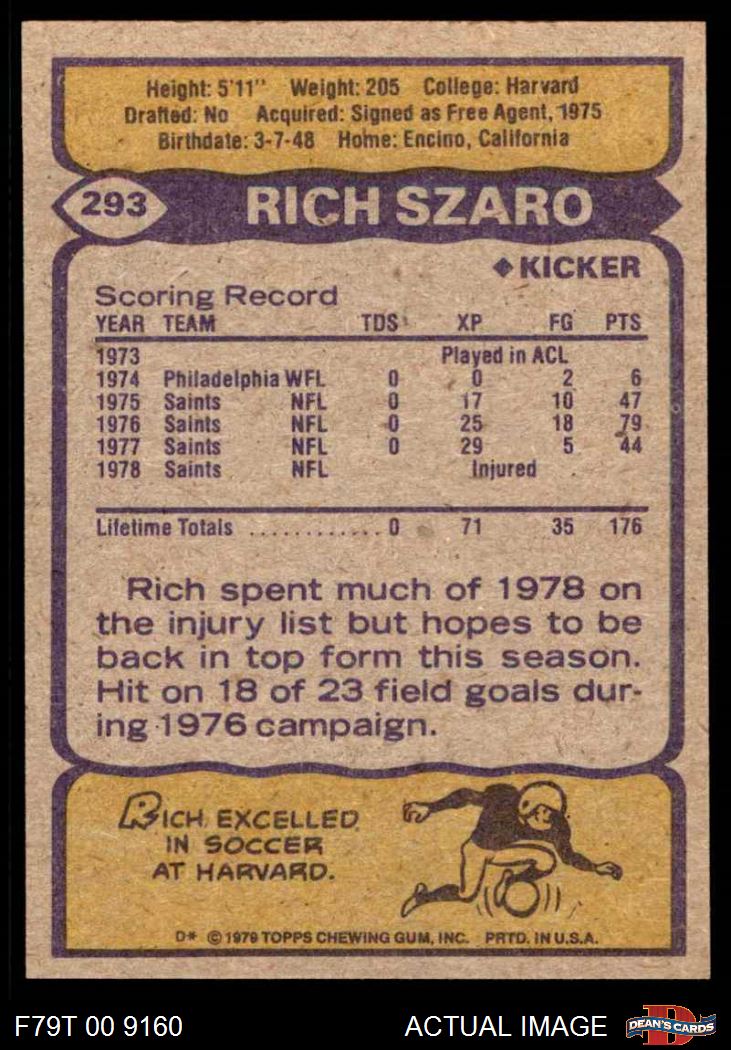 Height: 5'11" Weight: 205 College: Harvard
Drafted: No Acquired: Signed as Free Agent, 1975
Birthdate: 3-7-48 Home: Encino, California
293 RICH SZARO
◆KICKER
Scoring Record
YEAR TEAM TDS XP FG PTS
1973 Played in ACL
1974 Philadelphia WFL 0 0 2 6
1975 Saints NFL 0 17 10 47
1976 Saints NFL 0 25 18 79
1977 Saints NFL 0 29 5 44
1978 Saints NFL Injured
Lifetime Totals ............ 0 71 35 176
Rich spent much of 1978 on
the injury list but hopes to be
back in top form this season.
Hit on 18 of 23 field goals dur-
ing 1976 campaign.
RICH EXCELLED
IN SOCCER
AT HARVARD.
D* © 1979 TOPPS CHEWING GUM, INC. PRTD. IN U.S.A.
F79T 00 9160 ACTUAL IMAGE D DEAN'S CARDS